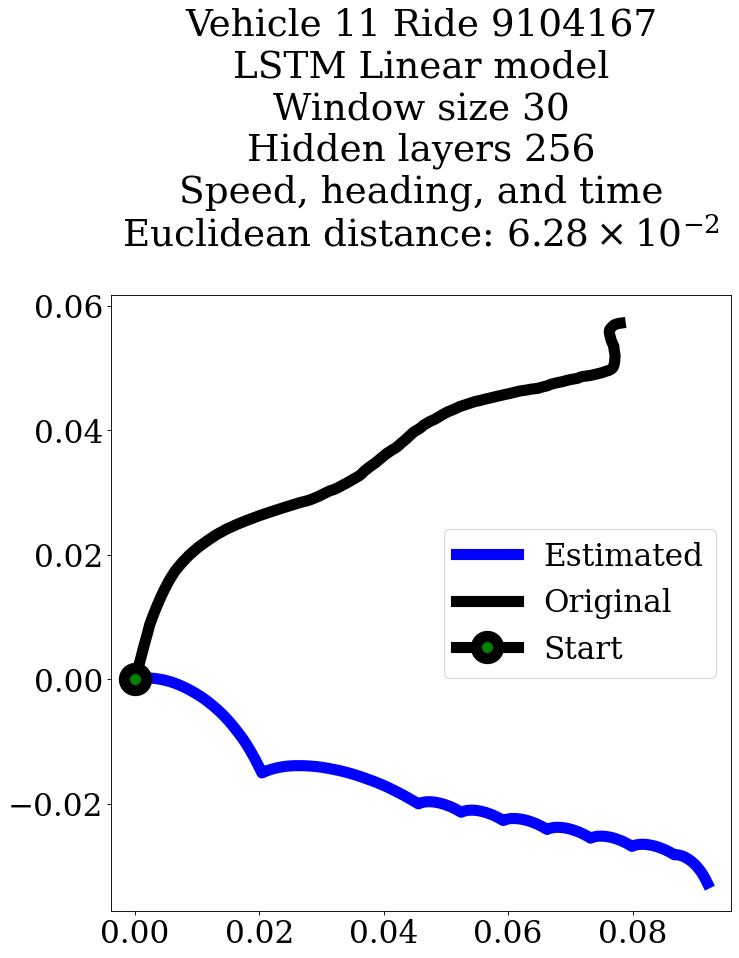 Vehicle 11 Ride 9104167
LSTM Linear model
Window size 30
Hidden layers 256
Speed, heading, and time
Euclidean distance: 6.28 × 10⁻²
0.06
0.04
0.02
0.00
−0.02
Estimated
Original
Start
0.00 0.02 0.04 0.06 0.08